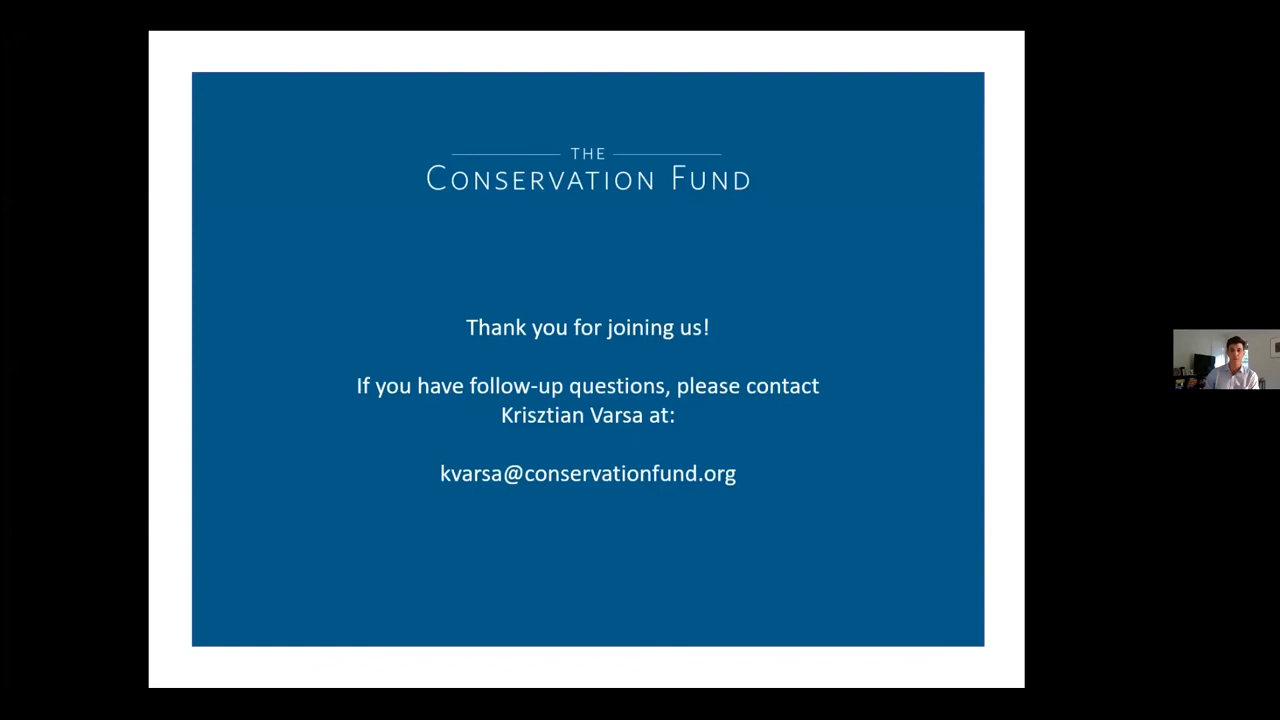 THE
CONSERVATION FUND
Thank you for joining us!
If you have follow-up questions, please contact
Krisztian Varsa at:
kvarsa@conservationfund.org